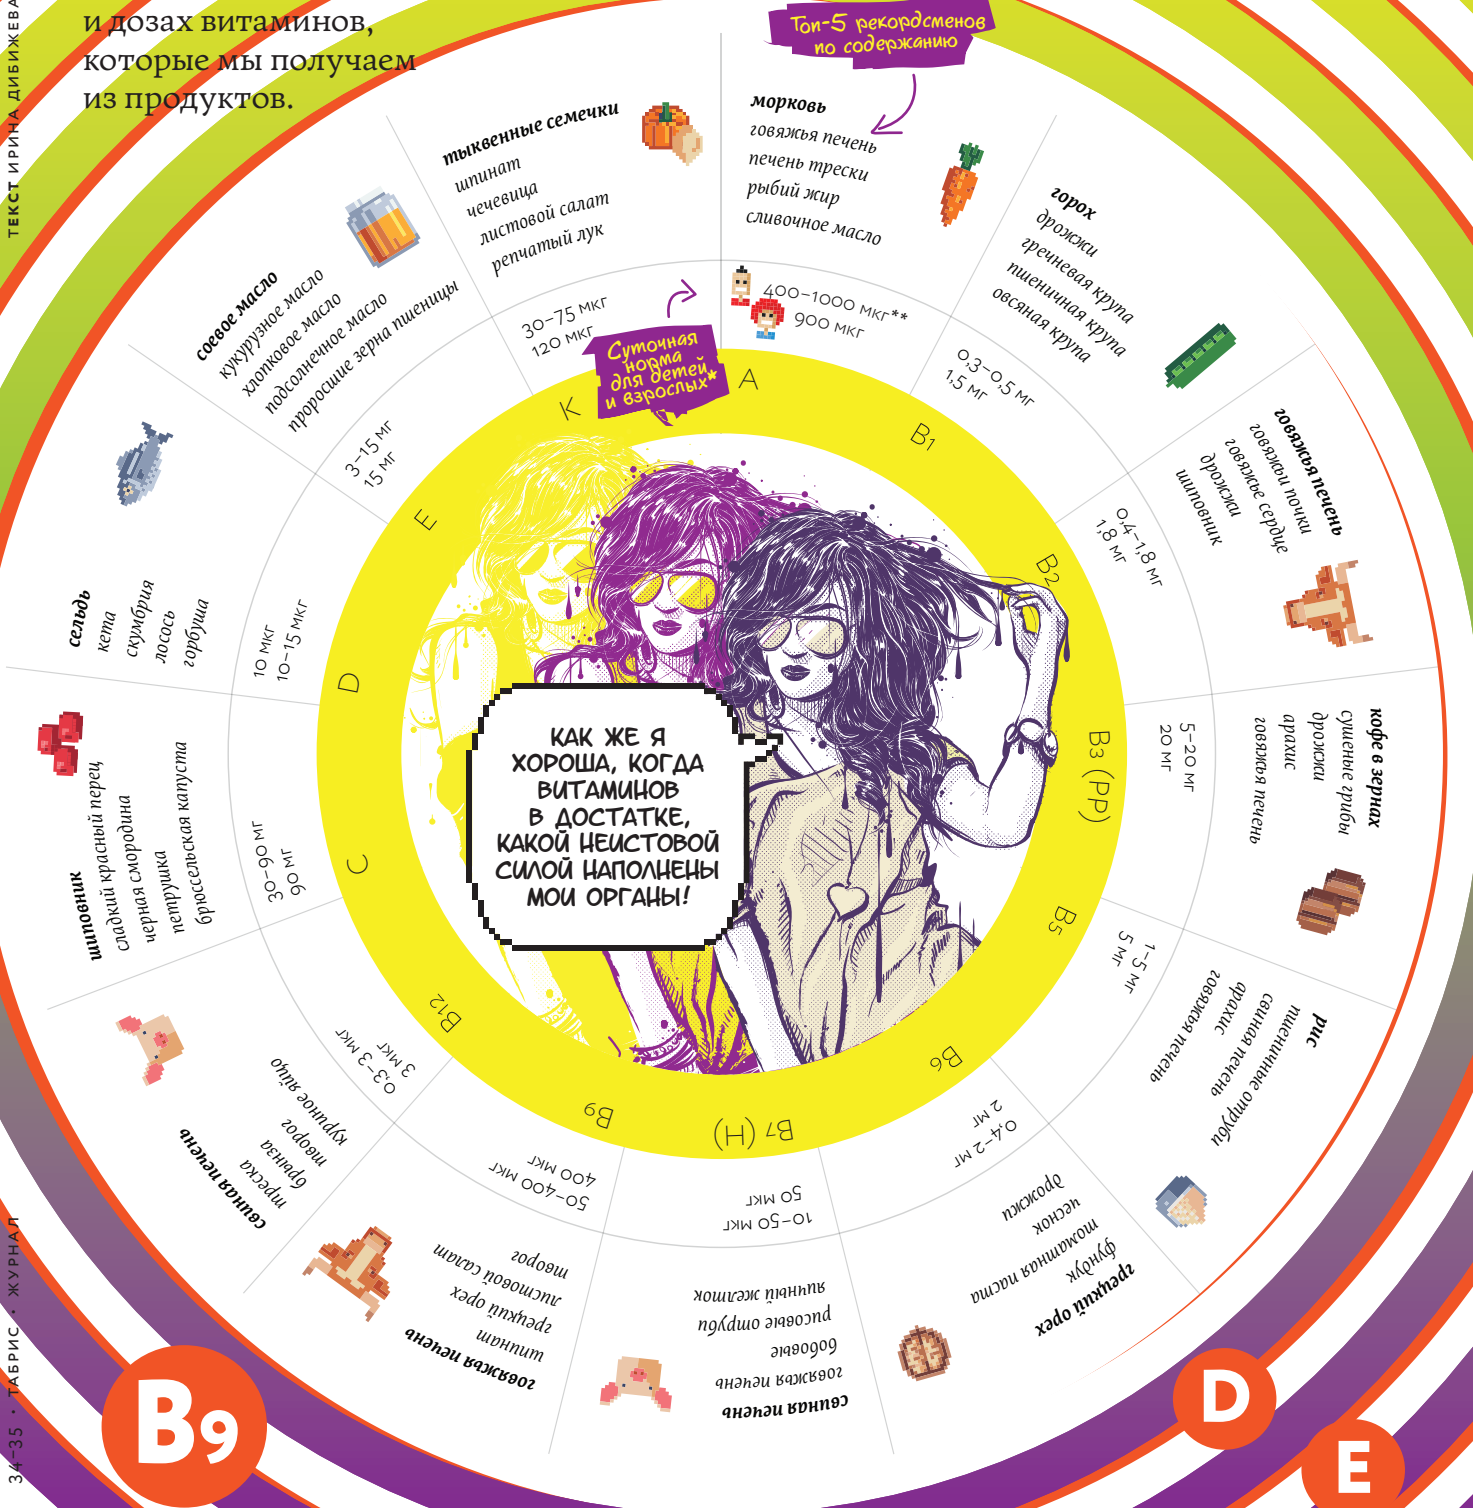 и дозах витаминов,
которые мы получаем
из продуктов.
ТЕКСТ ИРИНА ДИБИЖЕВА
Топ-5 рекордсменов
по содержанию
морковь
говяжья печень
печень трески
рыбий жир
сливочное масло
400–1000 мкг**
900 мкг
A
горох
дрожжи
гречневая крупа
пшеничная крупа
овсяная крупа
0,3–0,5 мг
1,5 мг
B1
говяжья печень
говяжьи почки
говяжье сердце
дрожжи
шиповник
0,4–1,8 мг
1,8 мг
B2
кофе в зернах
сушеные грибы
дрожжи
арахис
говяжья печень
5–20 мг
20 мг
B3 (PP)
рис
пшеничные отруби
свиная печень
арахис
говяжья печень
1–5 мг
5 мг
B5
грецкий орех
фундук
томатная паста
чеснок
дрожжи
0,4–2 мг
2 мг
B6
свиная печень
говяжья печень
бобовые
рисовые отруби
яичный желток
10–50 мкг
50 мкг
B7 (H)
говяжья печень
шпинат
грецкий орех
листовой салат
творог
50–400 мкг
400 мкг
B9
свиная печень
треска
брынза
творог
куриное яйцо
0,3–3 мкг
3 мкг
B12
шиповник
сладкий красный перец
черная смородина
петрушка
брюссельская капуста
30–90 мг
90 мг
C
сельдь
кета
скумбрия
лосось
горбуша
10 мкг
10–15 мкг
D
соевое масло
кукурузное масло
хлопковое масло
подсолнечное масло
проросшие зерна пшеницы
3–15 мг
15 мг
E
тыквенные семечки
шпинат
чечевица
листовой салат
репчатый лук
30–75 мкг
120 мкг
K
Суточная
норма
для детей
и взрослых*
КАК ЖЕ Я
ХОРОША, КОГДА
ВИТАМИНОВ
В ДОСТАТКЕ,
КАКОЙ НЕИСТОВОЙ
СИЛОЙ НАПОЛНЕНЫ
МОИ ОРГАНЫ!
34–35 • ТАБРИС • ЖУРНАЛ
B9
D
E